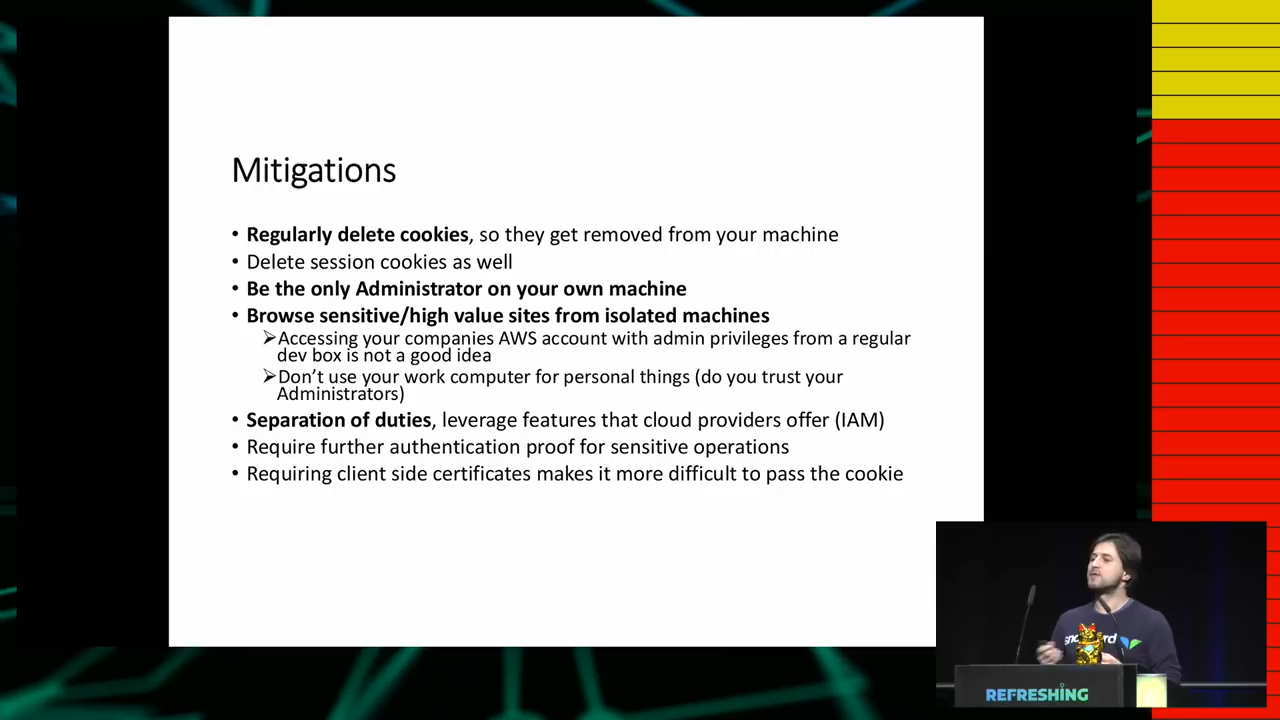 Mitigations
• Regularly delete cookies, so they get removed from your machine
• Delete session cookies as well
• Be the only Administrator on your own machine
• Browse sensitive/high value sites from isolated machines
➢Accessing your companies AWS account with admin privileges from a regular
dev box is not a good idea
➢Don’t use your work computer for personal things (do you trust your
Administrators)
• Separation of duties, leverage features that cloud providers offer (IAM)
• Require further authentication proof for sensitive operations
• Requiring client side certificates makes it more difficult to pass the cookie
REFRESHING